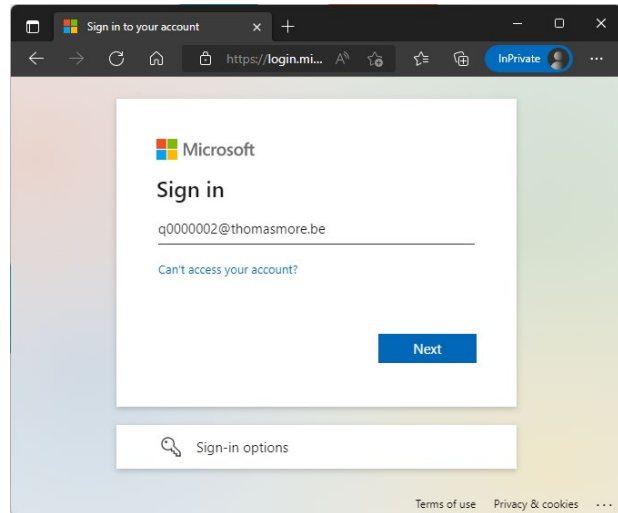 Sign in to your account
https://login.mi...
InPrivate
Microsoft
Sign in
q0000002@thomasmore.be
Can't access your account?
Next
Sign-in options
Terms of use Privacy & cookies ...